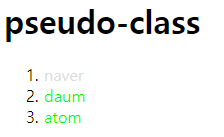 pseudo-class
1. naver
2. daum
3. atom